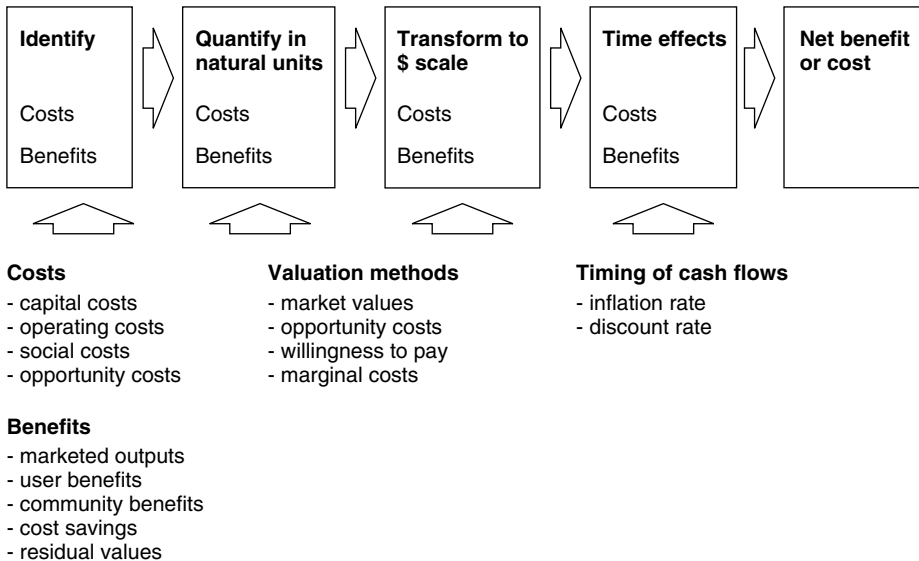 Identify
Costs
Benefits
Quantify in
natural units
Costs
Benefits
Transform to
$ scale
Costs
Benefits
Time effects
Costs
Benefits
Net benefit
or cost
Costs
- capital costs
- operating costs
- social costs
- opportunity costs
Benefits
- marketed outputs
- user benefits
- community benefits
- cost savings
- residual values
Valuation methods
- market values
- opportunity costs
- willingness to pay
- marginal costs
Timing of cash flows
- inflation rate
- discount rate